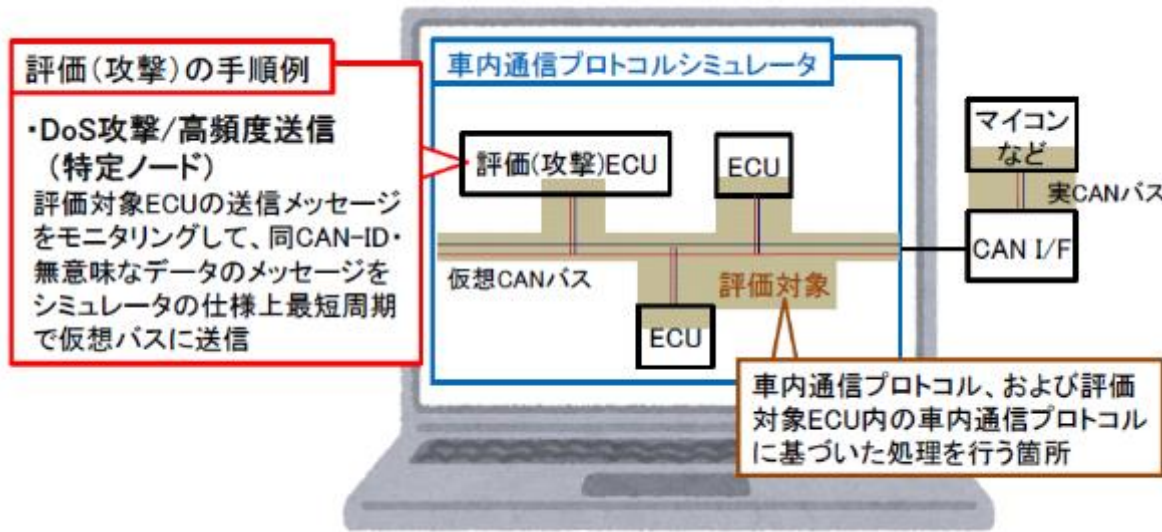 評価(攻撃)の手順例
・DoS攻撃/高頻度送信
(特定ノード)
評価対象ECUの送信メッセージ
をモニタリングして、同CAN-ID・
無意味なデータのメッセージを
シミュレータの仕様上最短周期
で仮想バスに送信
車内通信プロトコルシミュレータ
評価(攻撃)ECU
ECU
仮想CANバス
評価対象
ECU
マイコン
など
実CANバス
CAN I/F
車内通信プロトコル、および評価
対象ECU内の車内通信プロトコル
に基づいた処理を行う箇所